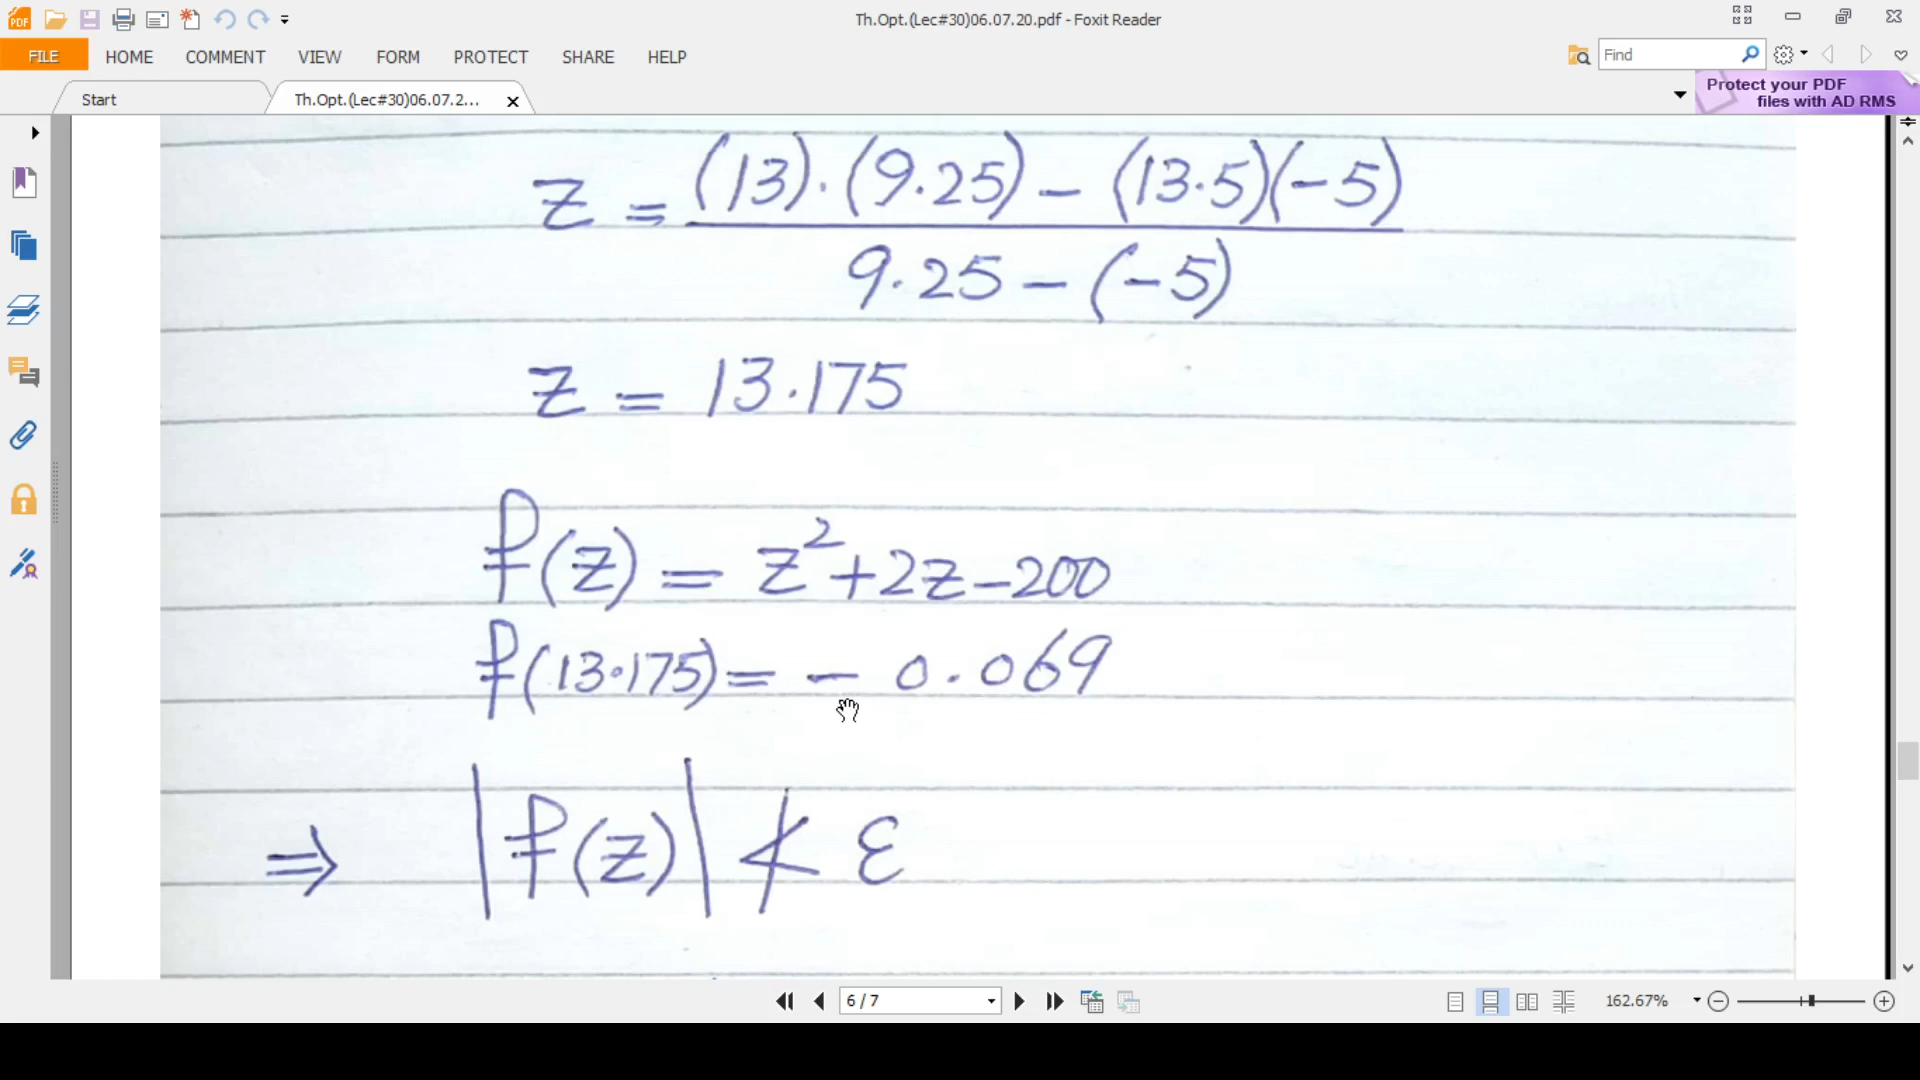 Th.Opt.(Lec#30)06.07.20.pdf - Foxit Reader
FILE HOME COMMENT VIEW FORM PROTECT SHARE HELP
Find
Protect your PDF
files with AD RMS
Start
Th.Opt.(Lec#30)06.07.2...
z = (13).(9.25) - (13.5)(-5)
9.25 - (-5)
z = 13.175
f(z) = z²+2z-200
f(13.175) = - 0.069
⇒ |f(z)| ≮ ε
6 / 7
162.67%